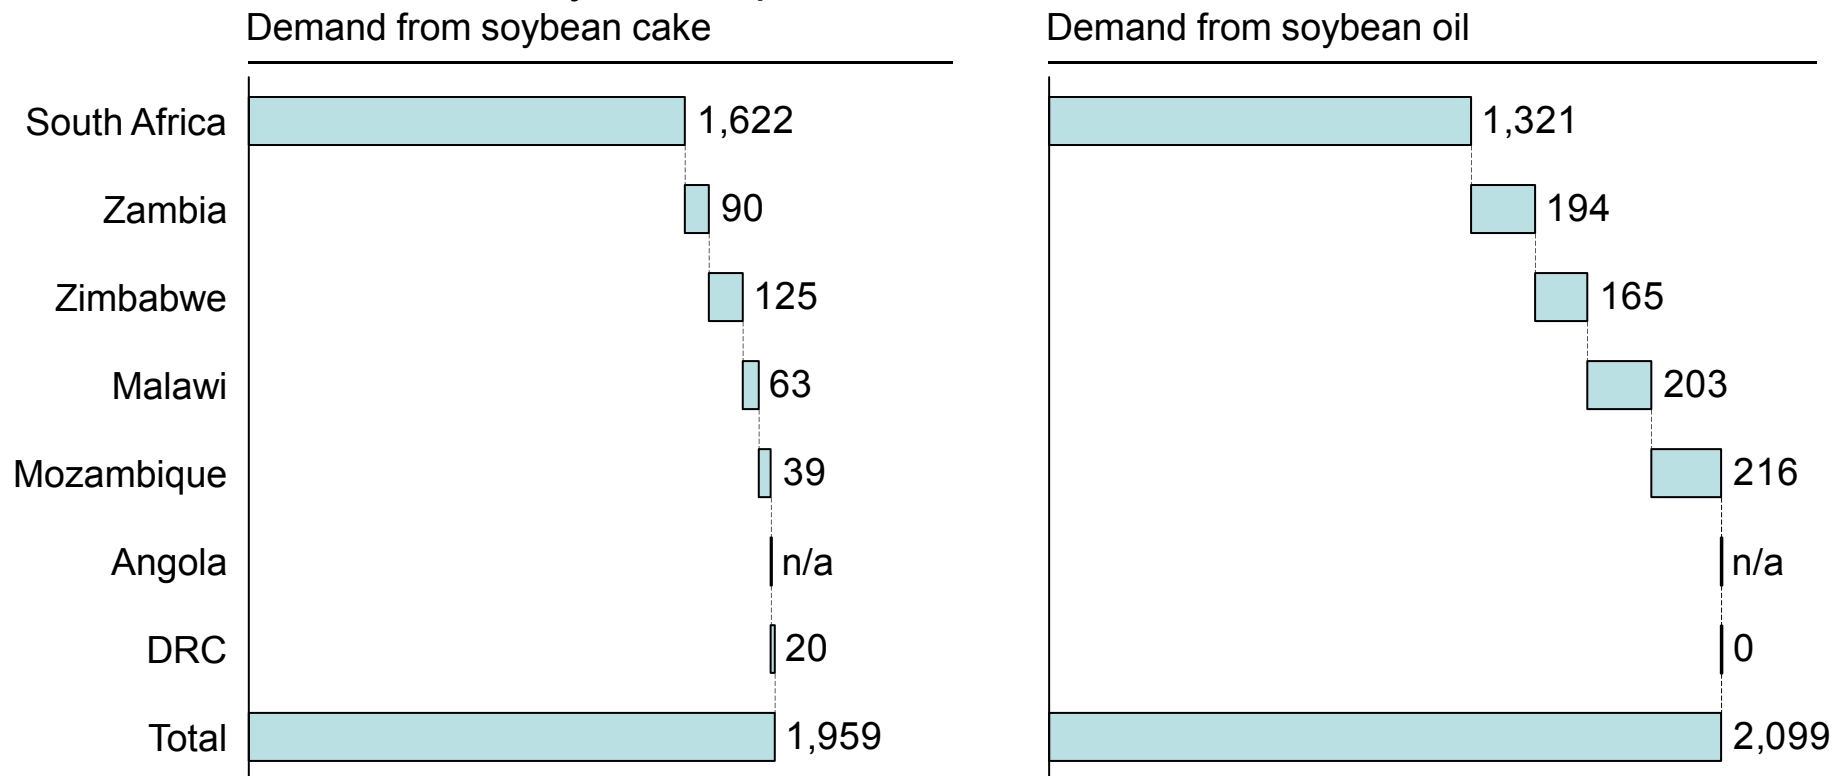 Demand from soybean cake Demand from soybean oil
South Africa 1,622 1,321
Zambia 90 194
Zimbabwe 125 165
Malawi 63 203
Mozambique 39 216
Angola n/a n/a
DRC 20 0
Total 1,959 2,099